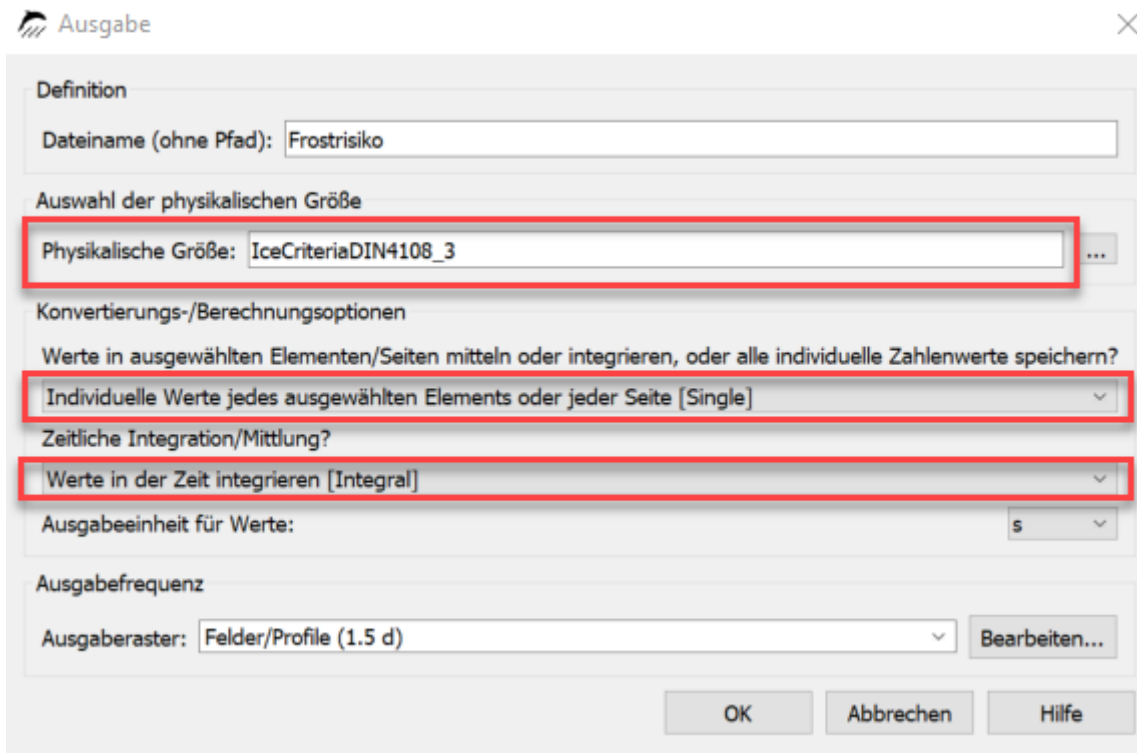 Ausgabe
Definition
Dateiname (ohne Pfad): Frostrisiko
Auswahl der physikalischen Größe
Physikalische Größe: IceCriteriaDIN4108_3 ...
Konvertierungs-/Berechnungsoptionen
Werte in ausgewählten Elementen/Seiten mitteln oder integrieren, oder alle individuelle Zahlenwerte speichern?
Individuelle Werte jedes ausgewählten Elements oder jeder Seite [Single]
Zeitliche Integration/Mittlung?
Werte in der Zeit integrieren [Integral]
Ausgabeeinheit für Werte: s
Ausgabefrequenz
Ausgaberaster: Felder/Profile (1.5 d) Bearbeiten...
OK Abbrechen Hilfe